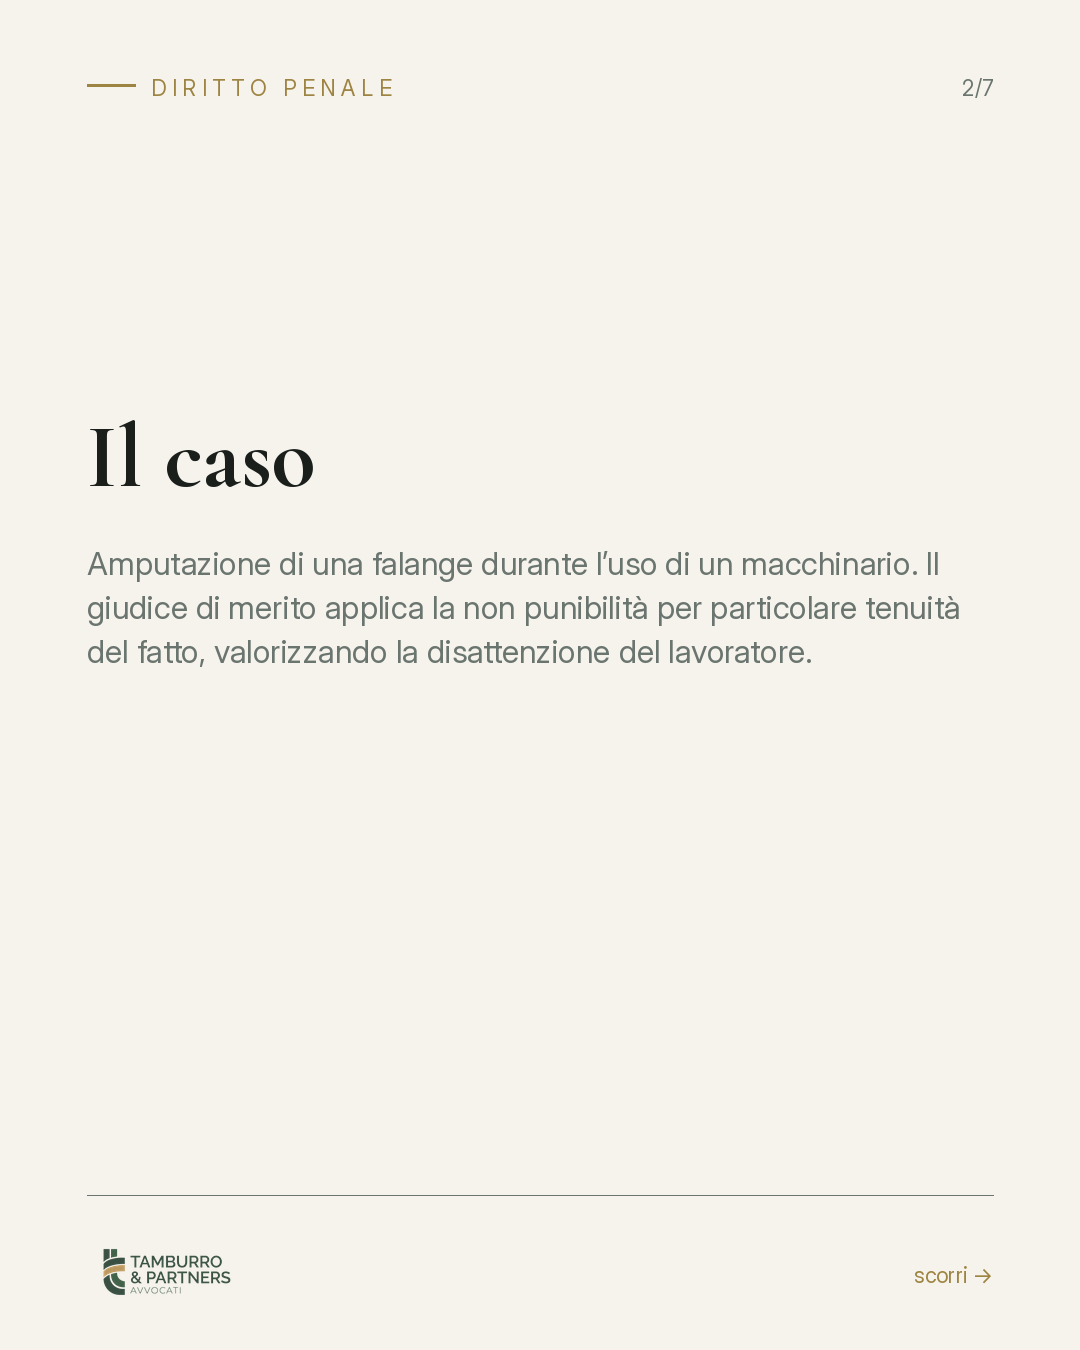 DIRITTO PENALE
2/7
Il caso
Amputazione di una falange durante l’uso di un macchinario. Il
giudice di merito applica la non punibilità per particolare tenuità
del fatto, valorizzando la disattenzione del lavoratore.
TAMBURRO
& PARTNERS
AVVOCATI
scorri →